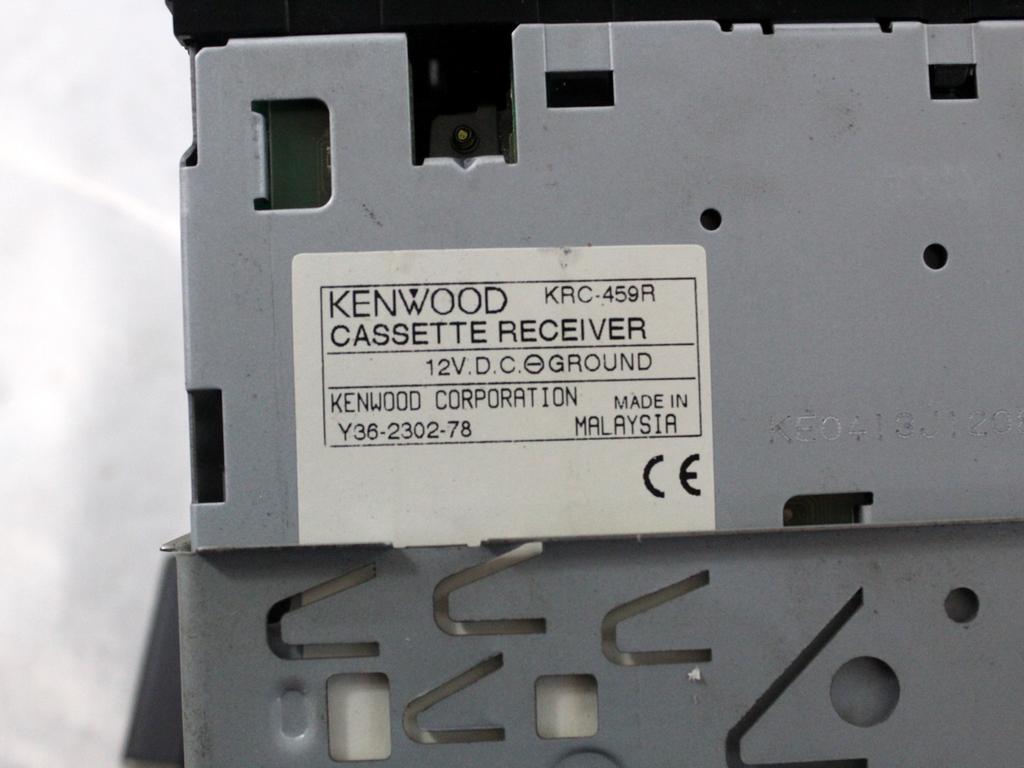 KENWOOD KRC-459R
CASSETTE RECEIVER
12V.D.C.⊖GROUND
KENWOOD CORPORATION MADE IN
Y36-2302-78 MALAYSIA
CE